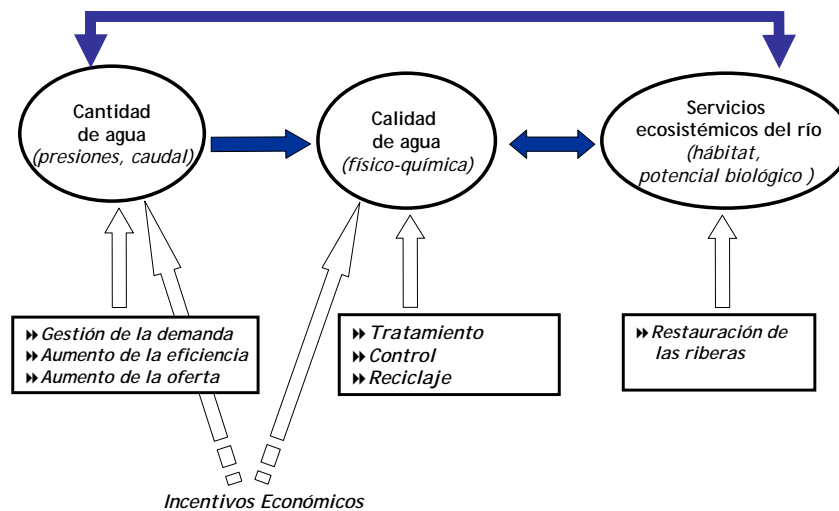 Cantidad
de agua
(presiones, caudal)
Calidad
de agua
(físico-química)
Servicios
ecosistémicos del río
(hábitat,
potencial biológico )
Gestión de la demanda
Aumento de la eficiencia
Aumento de la oferta
Tratamiento
Control
Reciclaje
Restauración de
las riberas
Incentivos Económicos